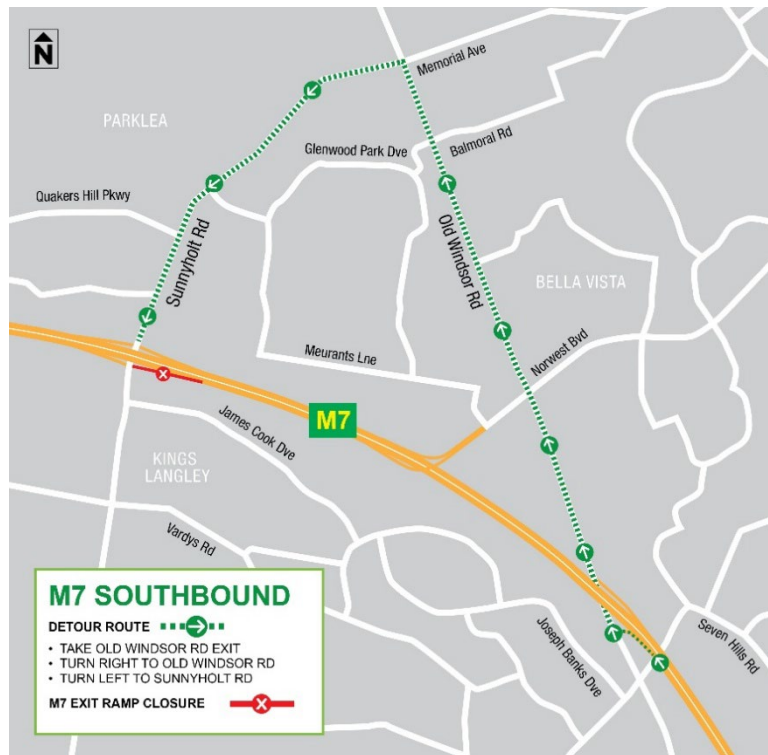 N
Memorial Ave
PARKLEA
Glenwood Park Dve
Balmoral Rd
Quakers Hill Pkwy
Sunnyholt Rd
Old Windsor Rd
BELLA VISTA
Meurants Lne
Norwest Bvd
M7
James Cook Dve
KINGS
LANGLEY
Vardys Rd
Joseph Banks Dve
Seven Hills Rd
M7 SOUTHBOUND
DETOUR ROUTE
• TAKE OLD WINDSOR RD EXIT
• TURN RIGHT TO OLD WINDSOR RD
• TURN LEFT TO SUNNYHOLT RD
M7 EXIT RAMP CLOSURE